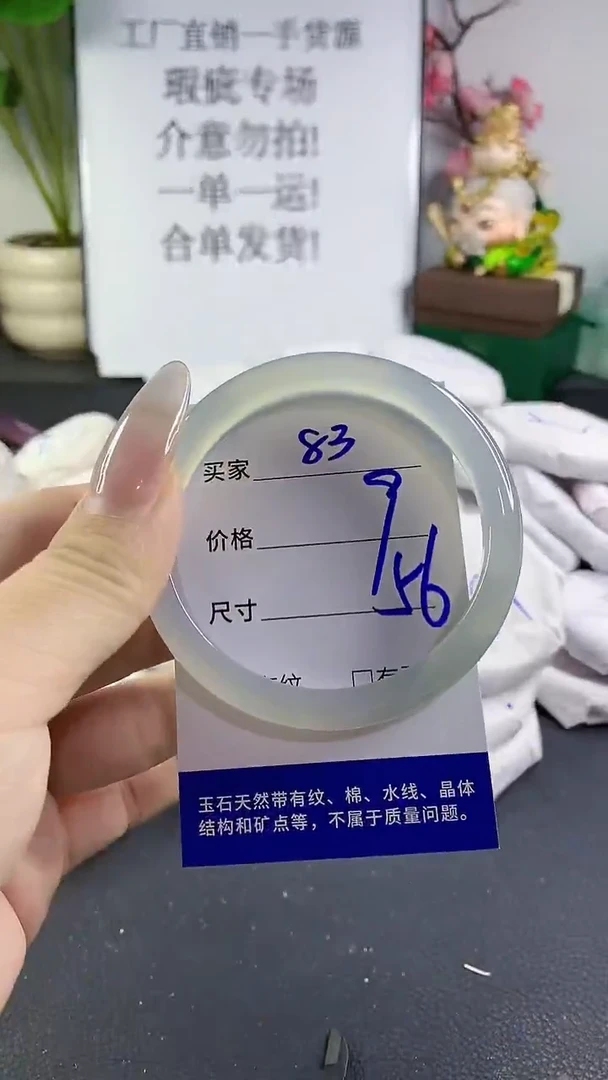 工厂直销一手货源
瑕疵专场
介意勿拍!
一单一运!
合单发货!
买家 83
价格 9
尺寸 56
纹 □有
玉石天然带有纹、棉、水线、晶体
结构和矿点等，不属于质量问题。